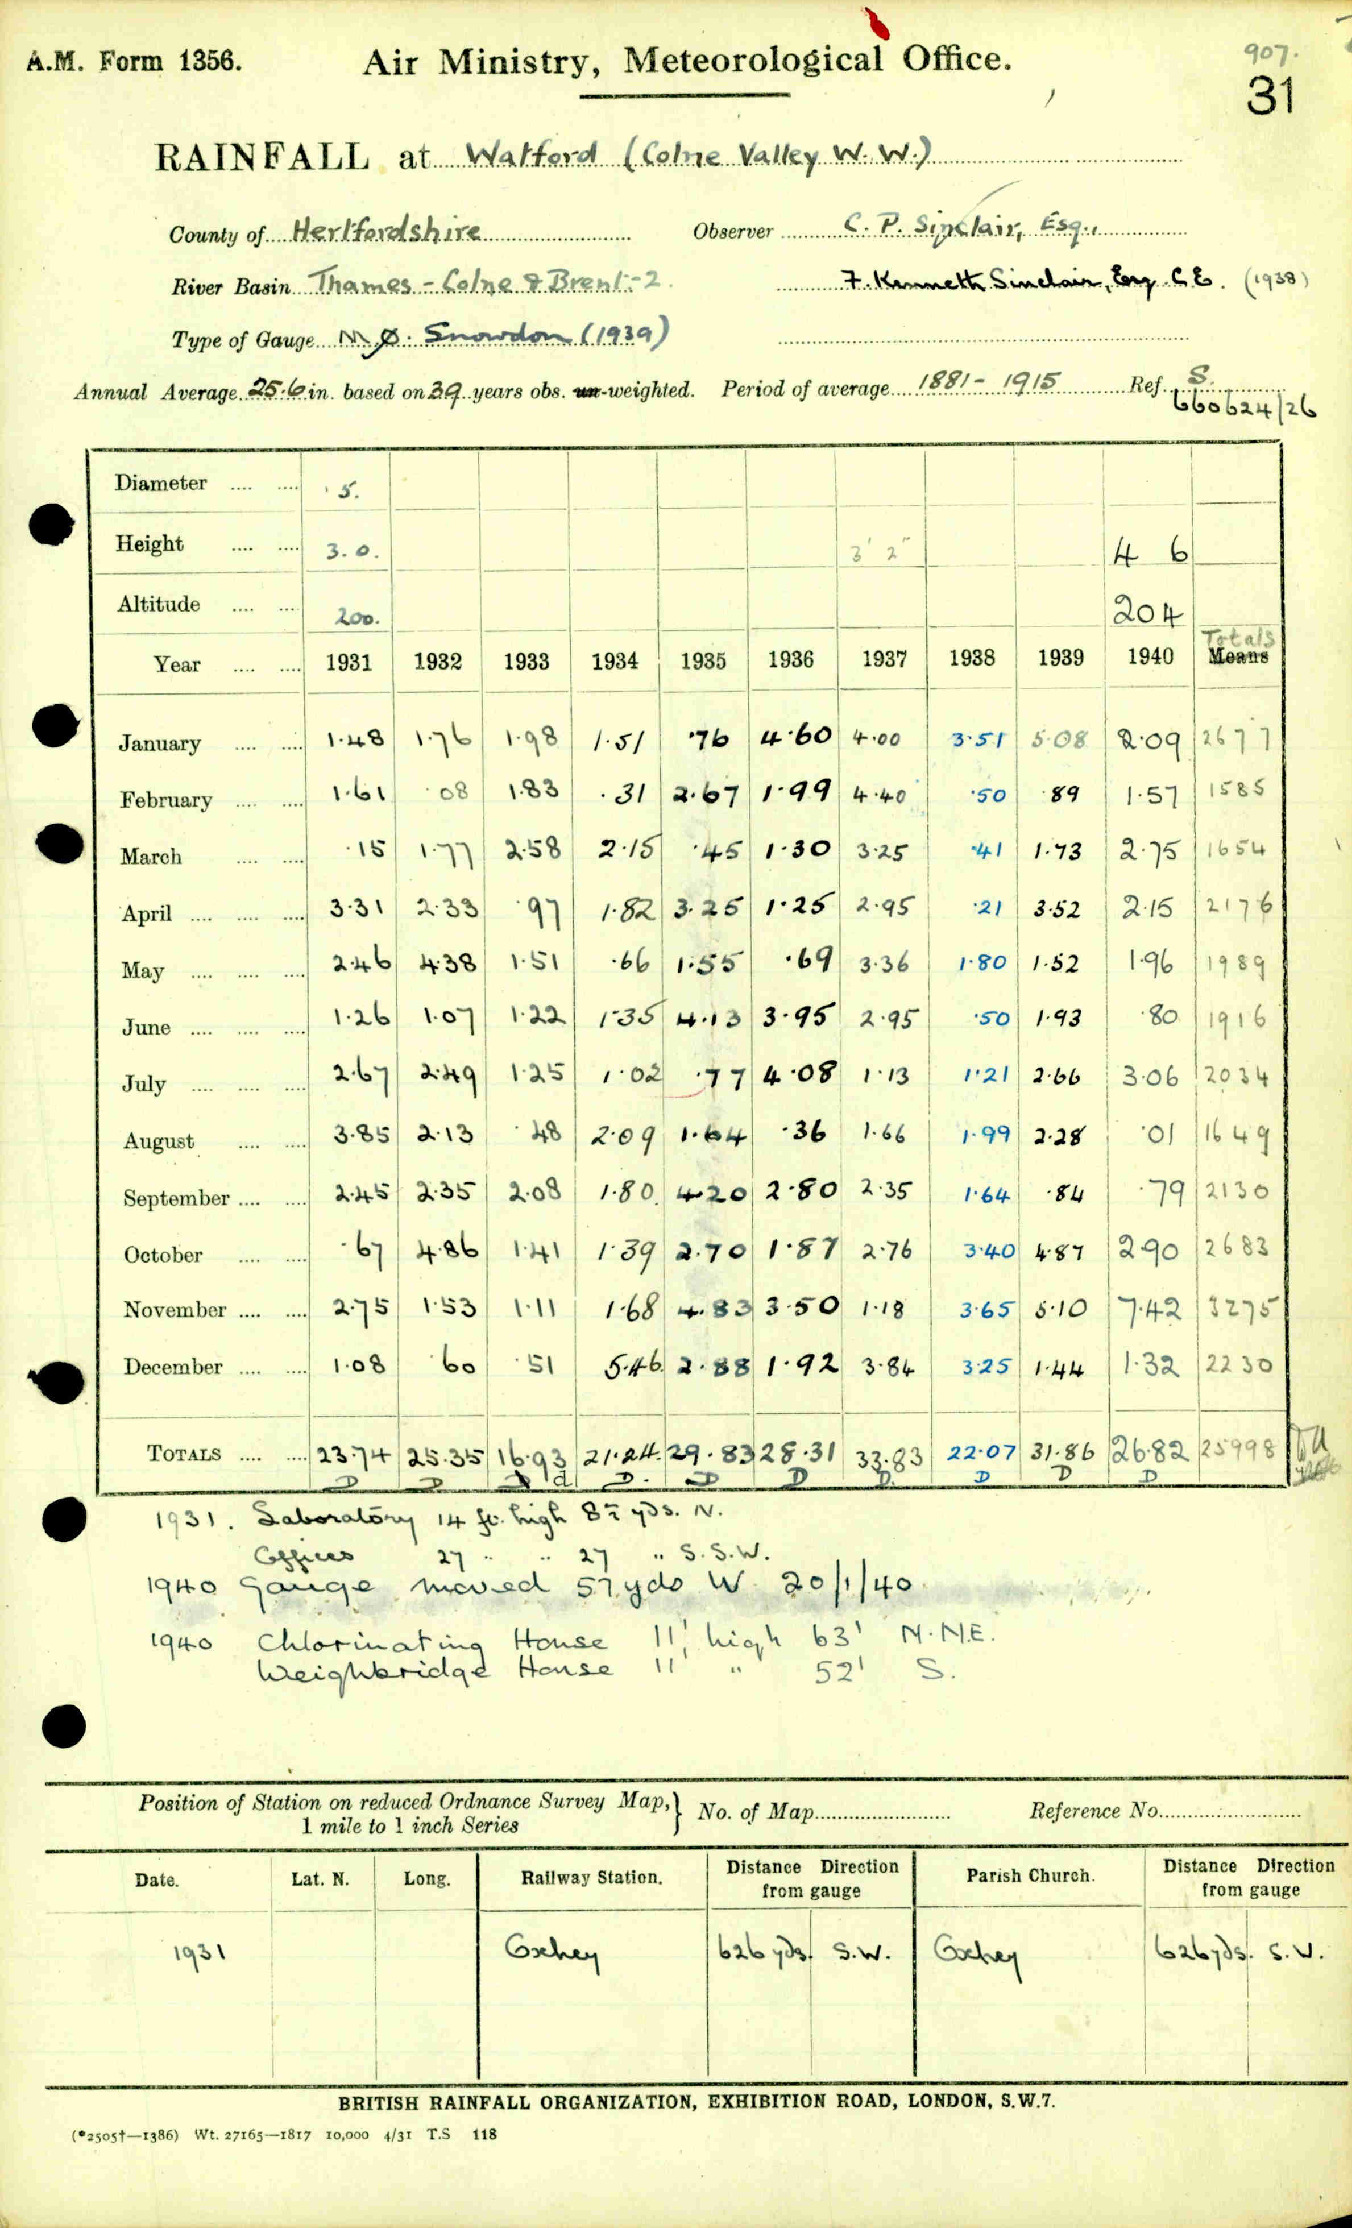 907.
A.M. Form 1356. Air Ministry, Meteorological Office.
31
RAINFALL at Watford (Colne Valley W.W.)
County of Hertfordshire Observer C. P. Sinclair, Esq.,
River Basin Thames - Colne & Brent:-2 F. Kenneth Sinclair, Esq. C.E. (1938)
Type of Gauge M.O. Snowdon (1939)
Annual Average 25.6 in. based on 39 years obs. un-weighted. Period of average 1881 - 1915 Ref. S.
660624/26
Diameter .... .... 5.
Height .... .... 3.0. 3' 2" 4 6
Altitude .... .... 200. 204
Totals
Year .... .... 1931 1932 1933 1934 1935 1936 1937 1938 1939 1940 Means
January .... .... 1.48 1.76 1.98 1.51 .76 4.60 4.00 3.51 5.08 2.09 2677
February .... .... 1.61 .08 1.83 .31 2.67 1.99 4.40 .50 .89 1.57 1585
March .... .... .15 1.77 2.58 2.15 .45 1.30 3.25 .41 1.73 2.75 1654
April .... .... .... 3.31 2.33 .97 1.82 3.25 1.25 2.95 .21 3.52 2.15 2176
May .... .... .... 2.46 4.38 1.51 .66 1.55 .69 3.36 1.80 1.52 1.96 1989
June .... .... .... 1.26 1.07 1.22 1.35 4.13 3.95 2.95 .50 1.93 .80 1916
July .... .... .... 2.67 2.49 1.25 1.02 .77 4.08 1.13 1.21 2.66 3.06 2034
August .... .... 3.85 2.13 .48 2.09 1.64 .36 1.66 1.99 2.28 .01 1649
September .... .... 2.45 2.35 2.08 1.80 4.20 2.80 2.35 1.64 .84 .79 2130
October .... .... .67 4.86 1.41 1.39 2.70 1.87 2.76 3.40 4.87 2.90 2683
November .... .... 2.75 1.53 1.11 1.68 4.83 3.50 1.18 3.65 5.10 7.42 3275
December .... .... 1.08 .60 .51 5.46 2.88 1.92 3.84 3.25 1.44 1.32 2230
TOTALS .... .... 23.74 25.35 16.93 21.24 29.83 28.31 33.83 22.07 31.86 26.82 25998
D D D d D. D D D. D D D
1931. Laboratory 14 ft. high 82 yds. N.
Offices 27 " " 27 " S.S.W.
1940 Gauge moved 57 yds W. 20/1/40
1940 Chlorinating House 11' high 63' N.N.E.
Weighbridge House 11' " 52' S.
Position of Station on reduced Ordnance Survey Map, } No. of Map Reference No.
1 mile to 1 inch Series
Date. Lat. N. Long. Railway Station. Distance Direction from gauge Parish Church. Distance Direction from gauge
1931 Oxhey 626 yds. S.W. Oxhey 626 yds. S.W.
BRITISH RAINFALL ORGANIZATION, EXHIBITION ROAD, LONDON, S.W.7.
(*2505†—1386) Wt. 27165—1817 10,000 4/31 T.S 118